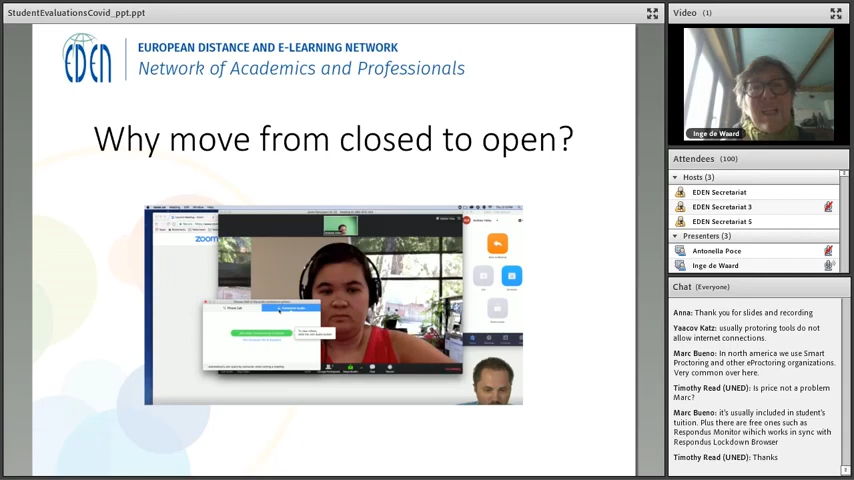 StudentEvaluationsCovid_ppt.ppt
EDEN
EUROPEAN DISTANCE AND E-LEARNING NETWORK
Network of Academics and Professionals
Why move from closed to open?
zoom
Video (1)
Inge de Waard
Attendees (100)
Hosts (3)
EDEN Secretariat
EDEN Secretariat 3
EDEN Secretariat 5
Presenters (3)
Antonella Poce
Inge de Waard
Chat (Everyone)
Anna: Thank you for slides and recording
Yaacov Katz: usually protoring tools do not
allow internet connections.
Marc Bueno: In north america we use Smart
Proctoring and other eProctoring organizations.
Very common over here.
Timothy Read (UNED): Is price not a problem
Marc?
Marc Bueno: it's usually included in student's
tuition. Plus there are free ones such as
Respondus Monitor wihich works in sync with
Respondus Lockdown Browser
Timothy Read (UNED): Thanks